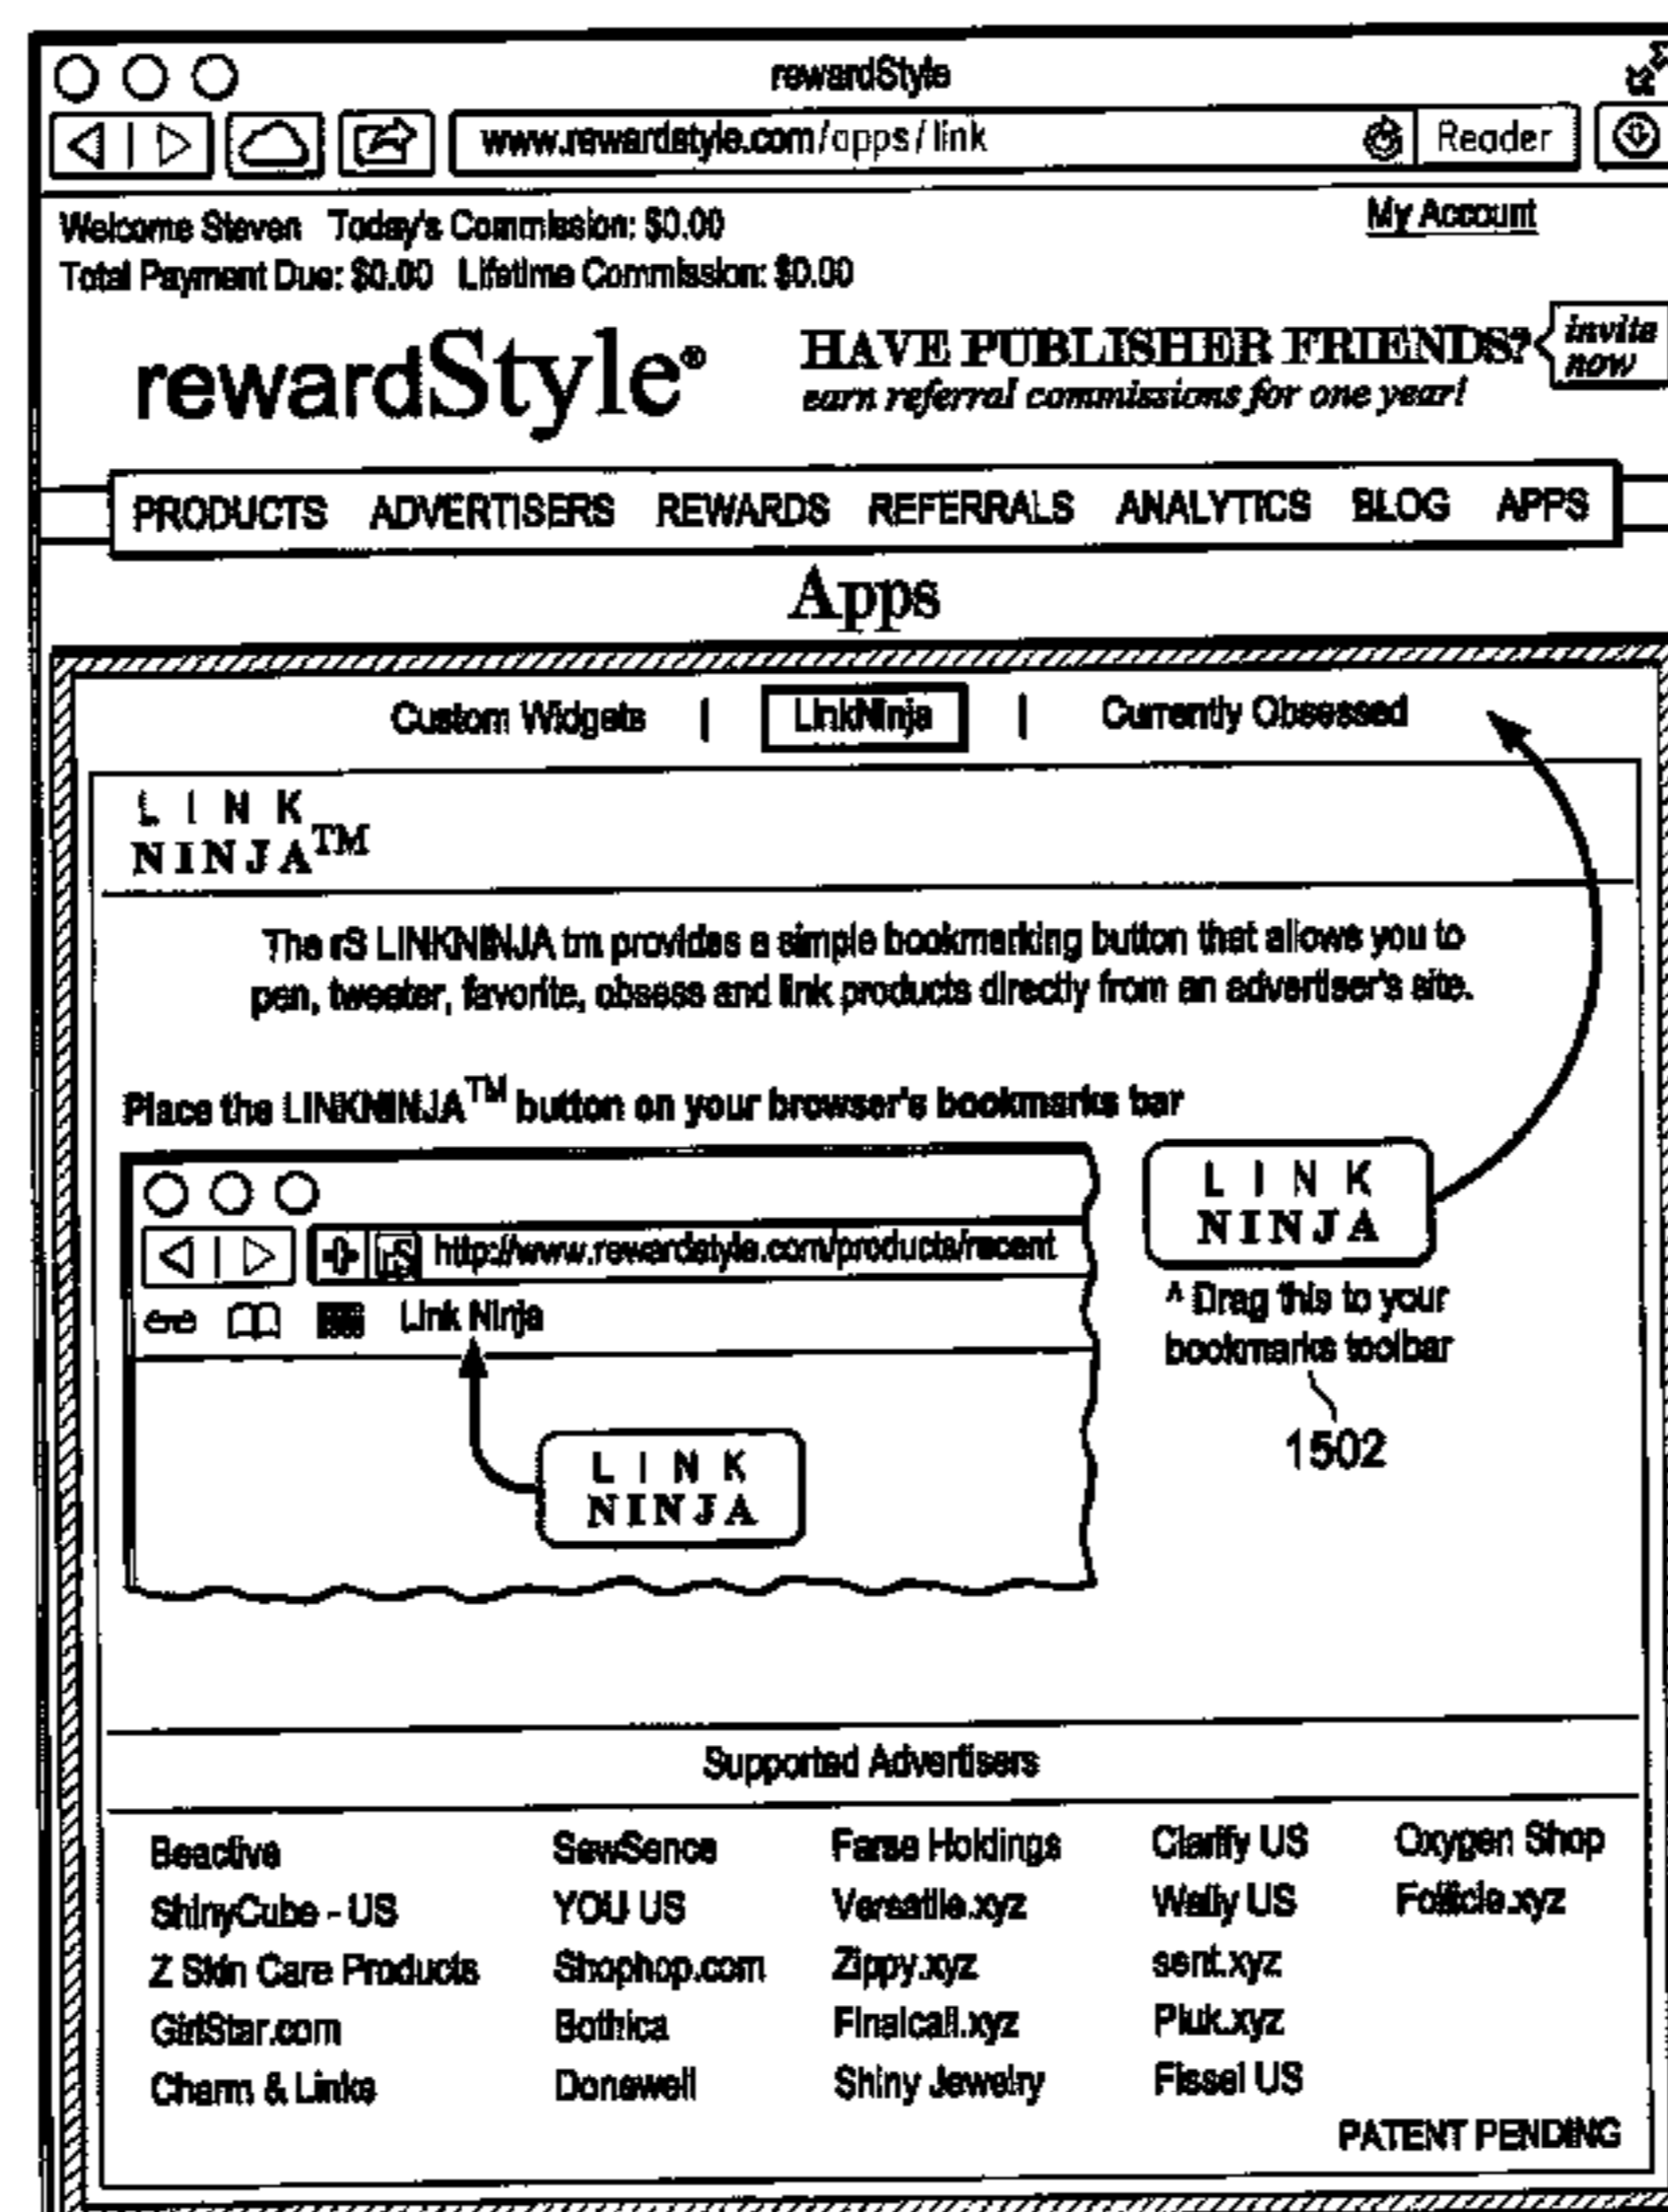 rewardStyle
www.rewardstyle.com/apps/link Reader
Welcome Steven Today's Commission: $0.00 My Account
Total Payment Due: $0.00 Lifetime Commission: $0.00
rewardStyle®
HAVE PUBLISHER FRIENDS? invite now
earn referral commissions for one year!
PRODUCTS ADVERTISERS REWARDS REFERRALS ANALYTICS BLOG APPS
Apps
Custom Widgets | LinkNinja | Currently Obsessed
LINK
NINJA™
The rS LINKNINJA tm provides a simple bookmarking button that allows you to
pen, tweeter, favorite, obsess and link products directly from an advertiser's site.
Place the LINKNINJA™ button on your browser's bookmarks bar
rS http://www.rewardstyle.com/products/recent
Link Ninja
LINK
NINJA
LINK
NINJA
^ Drag this to your
bookmarks toolbar
1502
Supported Advertisers
Beactive SewSence Farse Holdings Clarify US Oxygen Shop
ShinyCube - US YOU US Versatile.xyz Wally US Follicle.xyz
Z Skin Care Products Shophop.com Zippy.xyz sent.xyz
GirlStar.com Bothica Finalcall.xyz Pluk.xyz
Charm & Links Donswell Shiny Jewelry Fissel US
PATENT PENDING